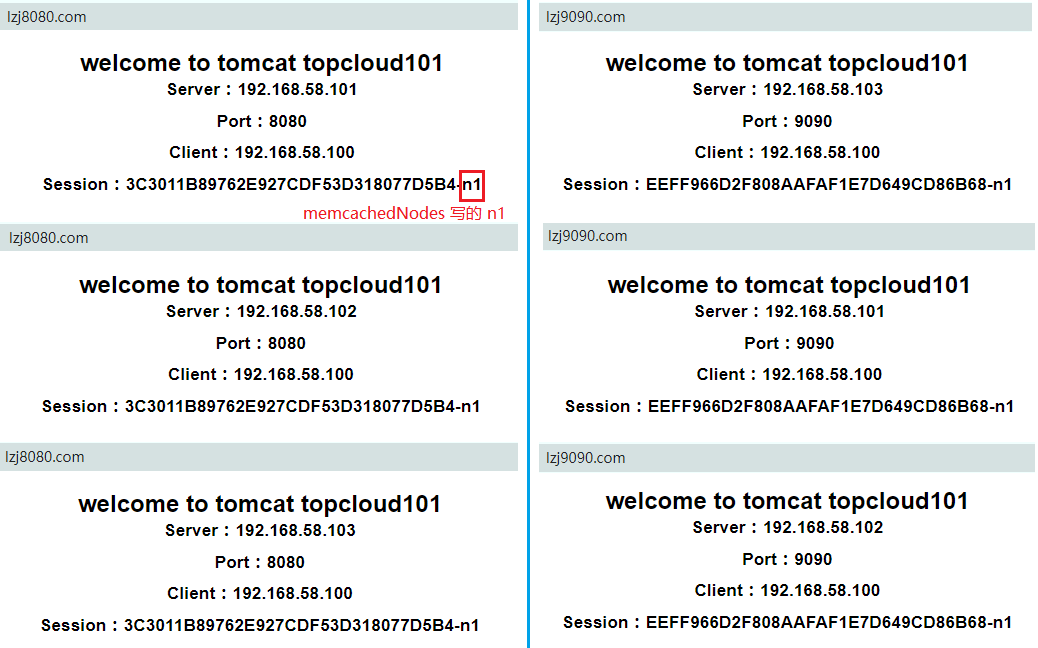 lzj8080.com
welcome to tomcat topcloud101
Server：192.168.58.101
Port：8080
Client：192.168.58.100
Session：3C3011B89762E927CDF53D318077D5B4-n1
memcachedNodes 写的 n1
lzj8080.com
welcome to tomcat topcloud101
Server：192.168.58.102
Port：8080
Client：192.168.58.100
Session：3C3011B89762E927CDF53D318077D5B4-n1
lzj8080.com
welcome to tomcat topcloud101
Server：192.168.58.103
Port：8080
Client：192.168.58.100
Session：3C3011B89762E927CDF53D318077D5B4-n1
lzj9090.com
welcome to tomcat topcloud101
Server：192.168.58.103
Port：9090
Client：192.168.58.100
Session：EEFF966D2F808AAFAF1E7D649CD86B68-n1
lzj9090.com
welcome to tomcat topcloud101
Server：192.168.58.101
Port：9090
Client：192.168.58.100
Session：EEFF966D2F808AAFAF1E7D649CD86B68-n1
lzj9090.com
welcome to tomcat topcloud101
Server：192.168.58.102
Port：9090
Client：192.168.58.100
Session：EEFF966D2F808AAFAF1E7D649CD86B68-n1